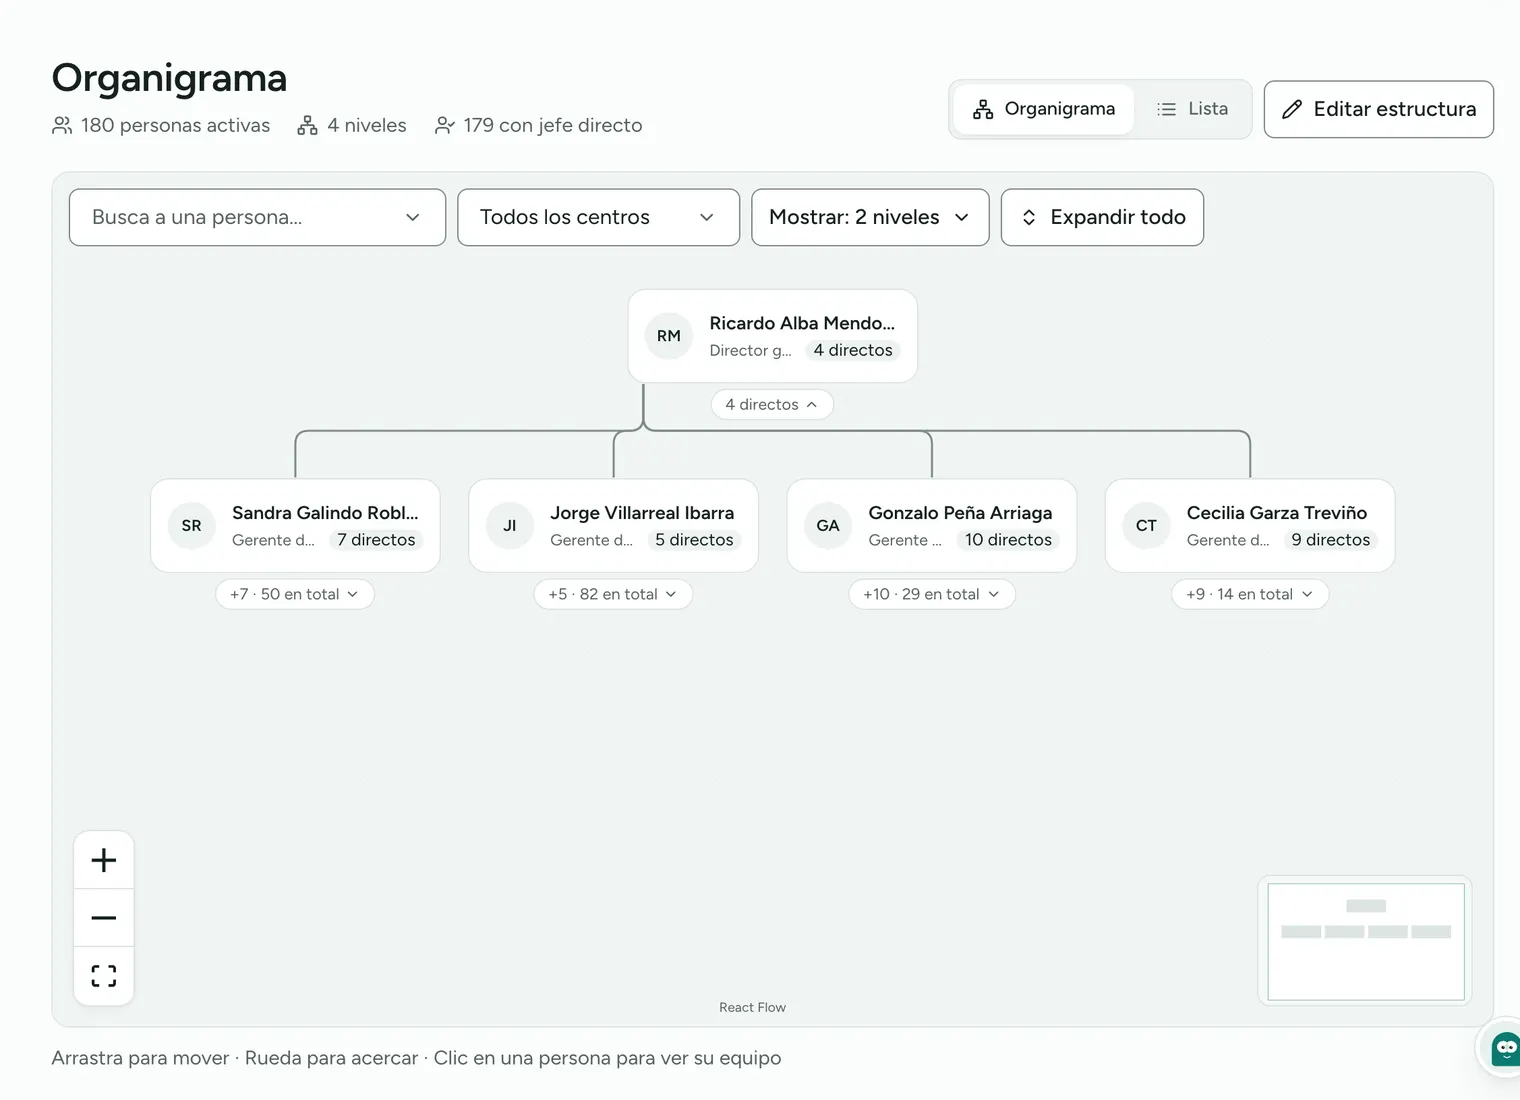 Organigrama
180 personas activas
4 niveles
179 con jefe directo
Organigrama
Lista
Editar estructura
Busca a una persona...
Todos los centros
Mostrar: 2 niveles
Expandir todo
RM
Ricardo Alba Mendo...
Director g...
4 directos
4 directos
SR
Sandra Galindo Robl...
Gerente d...
7 directos
+7 · 50 en total
JI
Jorge Villarreal Ibarra
Gerente d...
5 directos
+5 · 82 en total
GA
Gonzalo Peña Arriaga
Gerente ...
10 directos
+10 · 29 en total
CT
Cecilia Garza Treviño
Gerente d...
9 directos
+9 · 14 en total
React Flow
Arrastra para mover · Rueda para acercar · Clic en una persona para ver su equipo